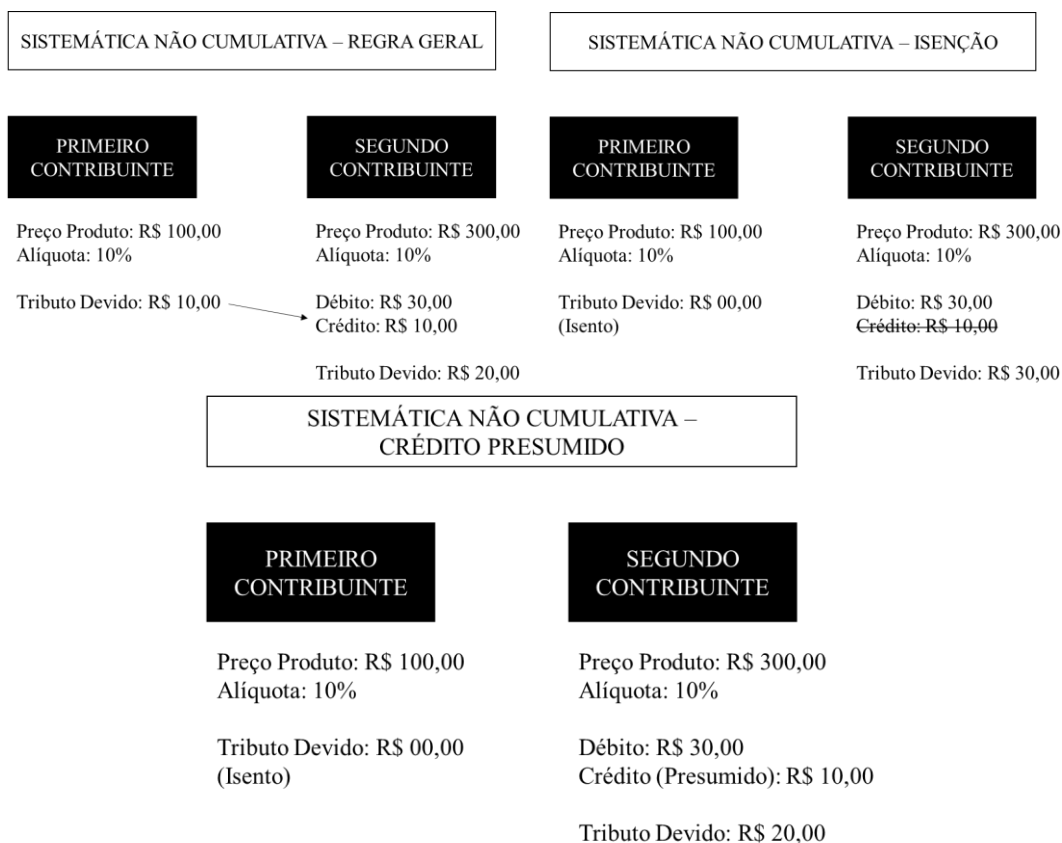 SISTEMÁTICA NÃO CUMULATIVA – REGRA GERAL
PRIMEIRO
CONTRIBUINTE
Preço Produto: R$ 100,00
Alíquota: 10%
Tributo Devido: R$ 10,00
SEGUNDO
CONTRIBUINTE
Preço Produto: R$ 300,00
Alíquota: 10%
Débito: R$ 30,00
Crédito: R$ 10,00
Tributo Devido: R$ 20,00
SISTEMÁTICA NÃO CUMULATIVA – ISENÇÃO
PRIMEIRO
CONTRIBUINTE
Preço Produto: R$ 100,00
Alíquota: 10%
Tributo Devido: R$ 00,00
(Isento)
SEGUNDO
CONTRIBUINTE
Preço Produto: R$ 300,00
Alíquota: 10%
Débito: R$ 30,00
Crédito: R$ 10,00
Tributo Devido: R$ 30,00
SISTEMÁTICA NÃO CUMULATIVA –
CRÉDITO PRESUMIDO
PRIMEIRO
CONTRIBUINTE
Preço Produto: R$ 100,00
Alíquota: 10%
Tributo Devido: R$ 00,00
(Isento)
SEGUNDO
CONTRIBUINTE
Preço Produto: R$ 300,00
Alíquota: 10%
Débito: R$ 30,00
Crédito (Presumido): R$ 10,00
Tributo Devido: R$ 20,00